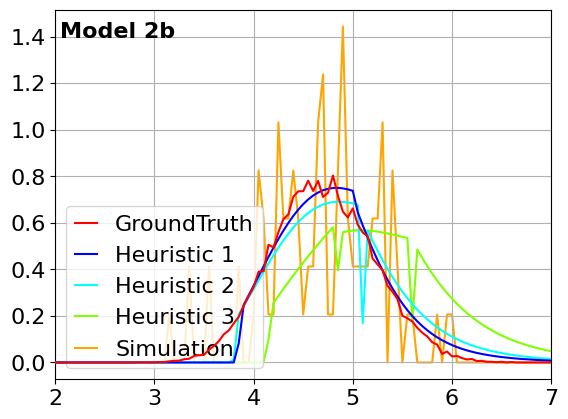 Model 2b
1.4
1.2
1.0
0.8
0.6
0.4
0.2
0.0
GroundTruth
Heuristic 1
Heuristic 2
Heuristic 3
Simulation
2 3 4 5 6 7